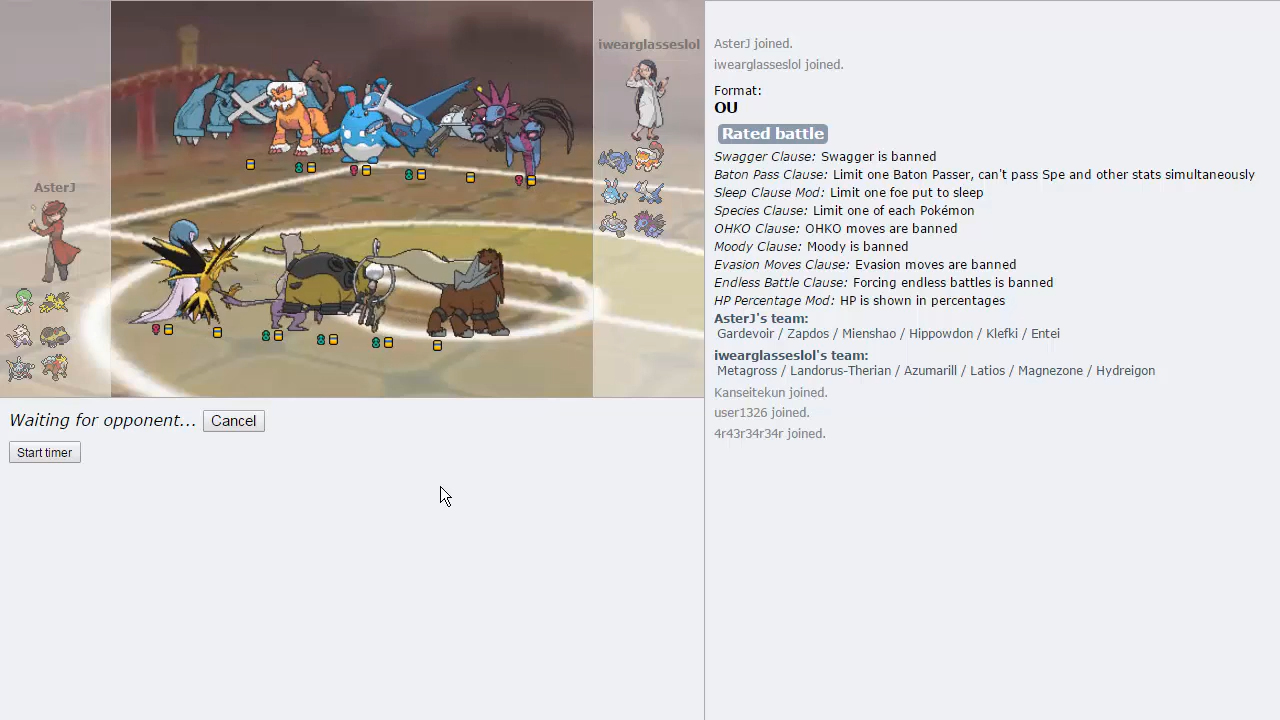 AsterJ
iwearglasseslol
Waiting for opponent... Cancel
Start timer
AsterJ joined.
iwearglasseslol joined.
Format:
OU
Rated battle
Swagger Clause: Swagger is banned
Baton Pass Clause: Limit one Baton Passer, can't pass Spe and other stats simultaneously
Sleep Clause Mod: Limit one foe put to sleep
Species Clause: Limit one of each Pokémon
OHKO Clause: OHKO moves are banned
Moody Clause: Moody is banned
Evasion Moves Clause: Evasion moves are banned
Endless Battle Clause: Forcing endless battles is banned
HP Percentage Mod: HP is shown in percentages
AsterJ's team:
Gardevoir / Zapdos / Mienshao / Hippowdon / Klefki / Entei
iwearglasseslol's team:
Metagross / Landorus-Therian / Azumarill / Latios / Magnezone / Hydreigon
Kanseitekun joined.
user1326 joined.
4r43r34r34r joined.